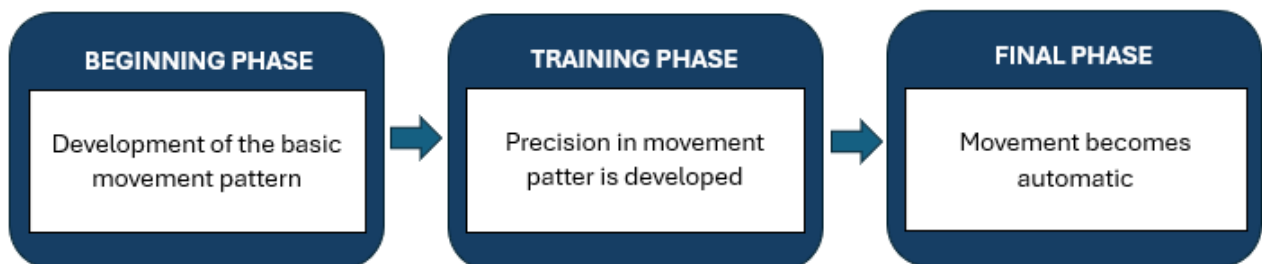 BEGINNING PHASE
Development of the basic
movement pattern
TRAINING PHASE
Precision in movement
patter is developed
FINAL PHASE
Movement becomes
automatic